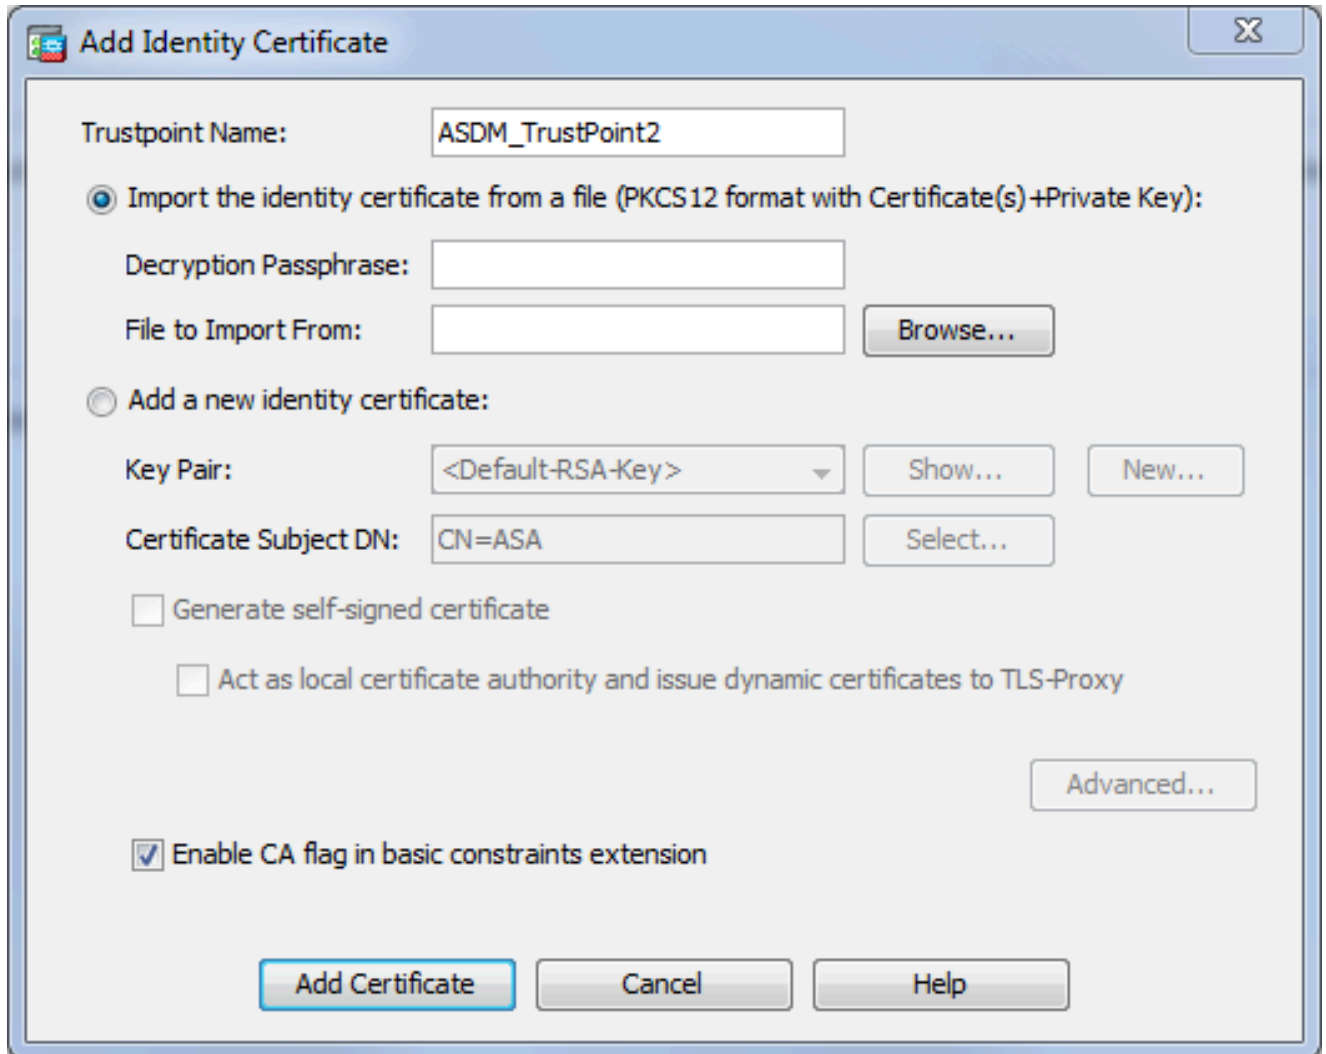 Add Identity Certificate
Trustpoint Name: ASDM_TrustPoint2
Import the identity certificate from a file (PKCS12 format with Certificate(s)+Private Key):
Decryption Passphrase:
File to Import From: Browse...
Add a new identity certificate:
Key Pair: <Default-RSA-Key> Show... New...
Certificate Subject DN: CN=ASA Select...
Generate self-signed certificate
Act as local certificate authority and issue dynamic certificates to TLS-Proxy
Advanced...
Enable CA flag in basic constraints extension
Add Certificate Cancel Help